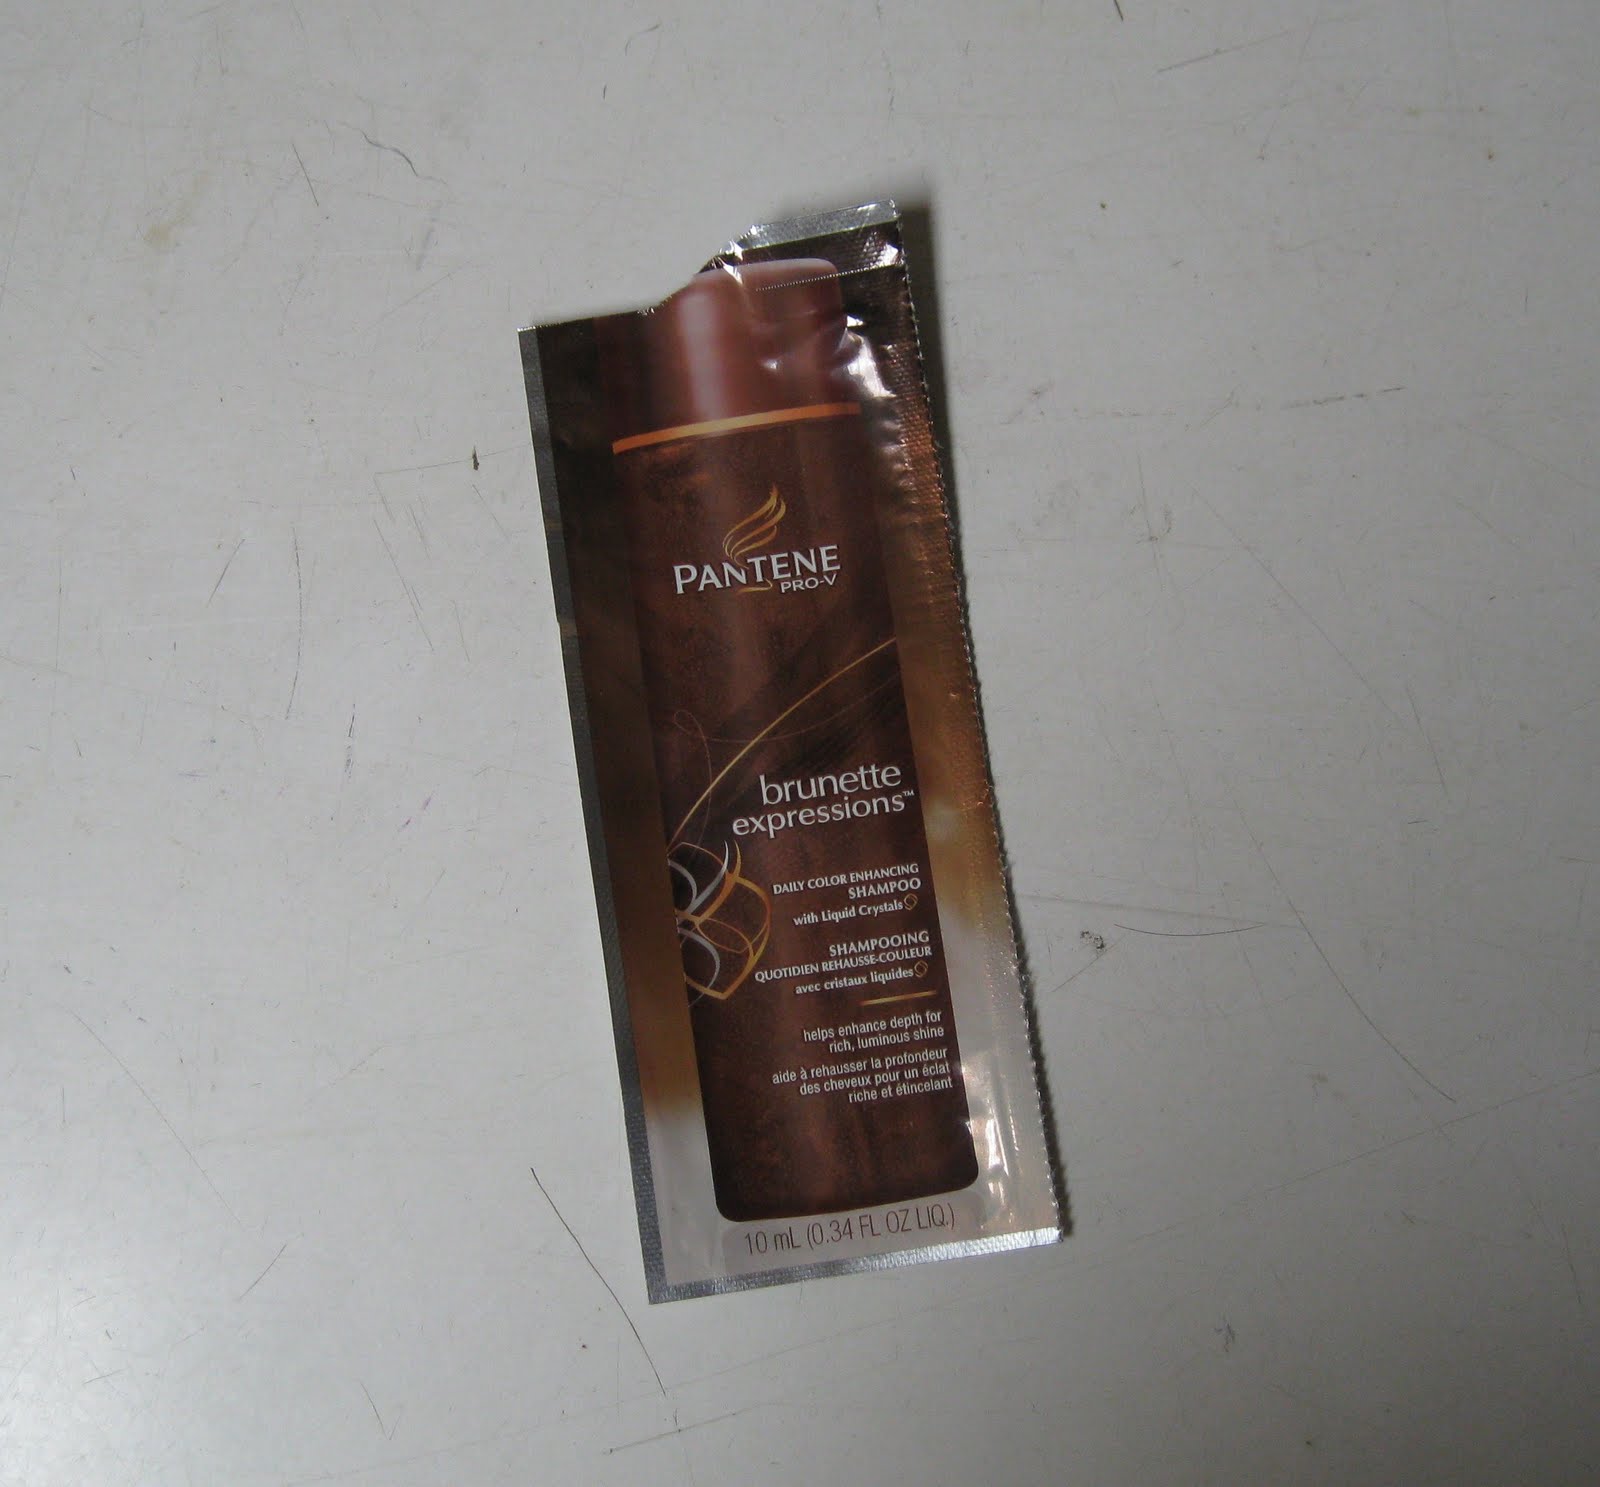 PANTENE
PRO-V
brunette
expressions™
DAILY COLOR ENHANCING
SHAMPOO
with Liquid Crystals
SHAMPOOING
QUOTIDIEN REHAUSSE-COULEUR
avec cristaux liquides
helps enhance depth for
rich, luminous shine
aide à rehausser la profondeur
des cheveux pour un éclat
riche et étincelant
10 mL (0.34 FL OZ LIQ.)